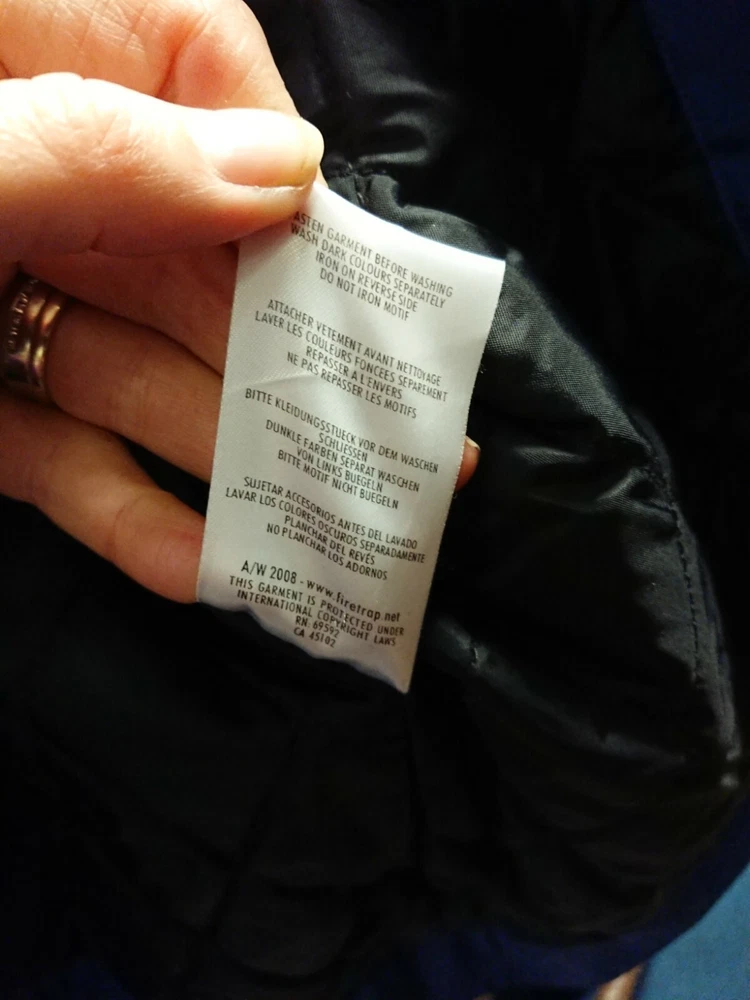 ASTEN GARMENT BEFORE WASHING
WASH DARK COLOURS SEPARATELY
IRON ON REVERSE SIDE
DO NOT IRON MOTIF
ATTACHER VETEMENT AVANT NETTOYAGE
LAVER LES COULEURS FONCEES SEPAREMENT
REPASSER A L'ENVERS
NE PAS REPASSER LES MOTIFS
BITTE KLEIDUNGSSTUECK VOR DEM WASCHEN
SCHLIESSEN
DUNKLE FARBEN SEPARAT WASCHEN
VON LINKS BUEGELN
BITTE MOTIF NICHT BUEGELN
SUJETAR ACCESORIOS ANTES DEL LAVADO
LAVAR LOS COLORES OSCUROS SEPARADAMENTE
PLANCHAR DEL REVÉS
NO PLANCHAR LOS ADORNOS
A/W 2008 - www.firetrap.net
THIS GARMENT IS PROTECTED UNDER
INTERNATIONAL COPYRIGHT LAWS
RN: 69592
CA 45102